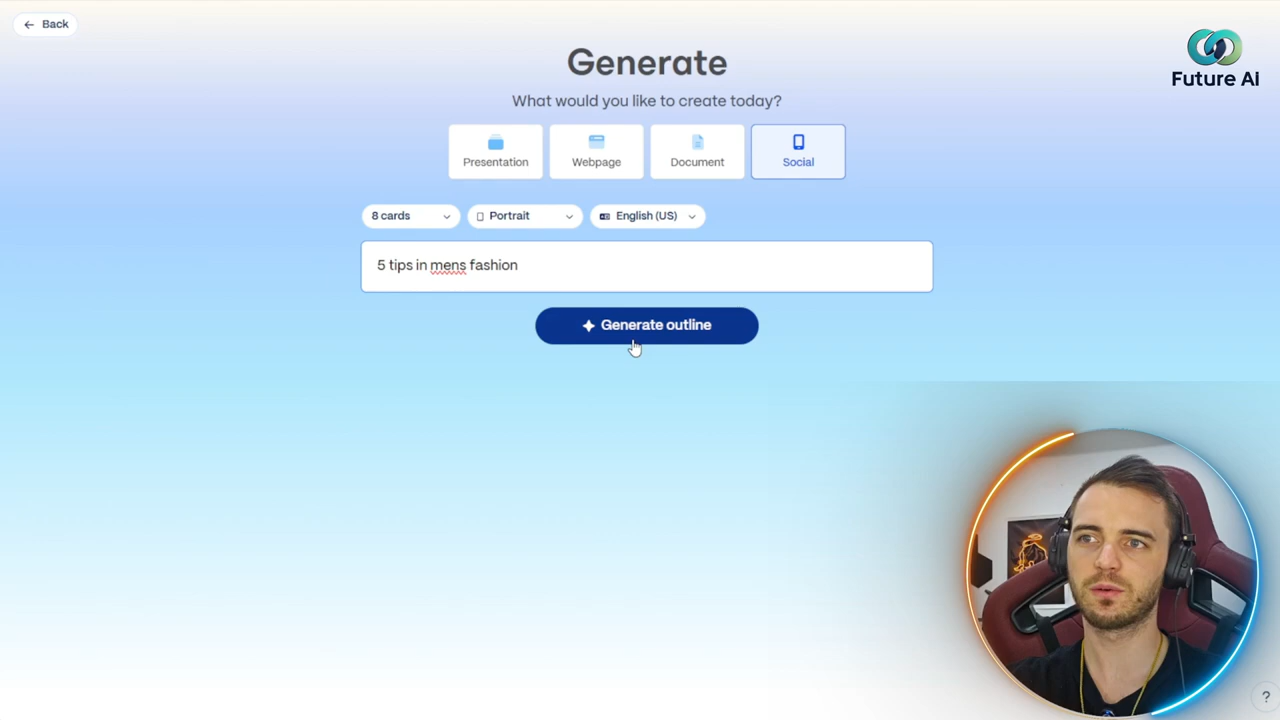 Back
Future Ai
Generate
What would you like to create today?
Presentation
Webpage
Document
Social
8 cards
Portrait
English (US)
5 tips in mens fashion
Generate outline
?